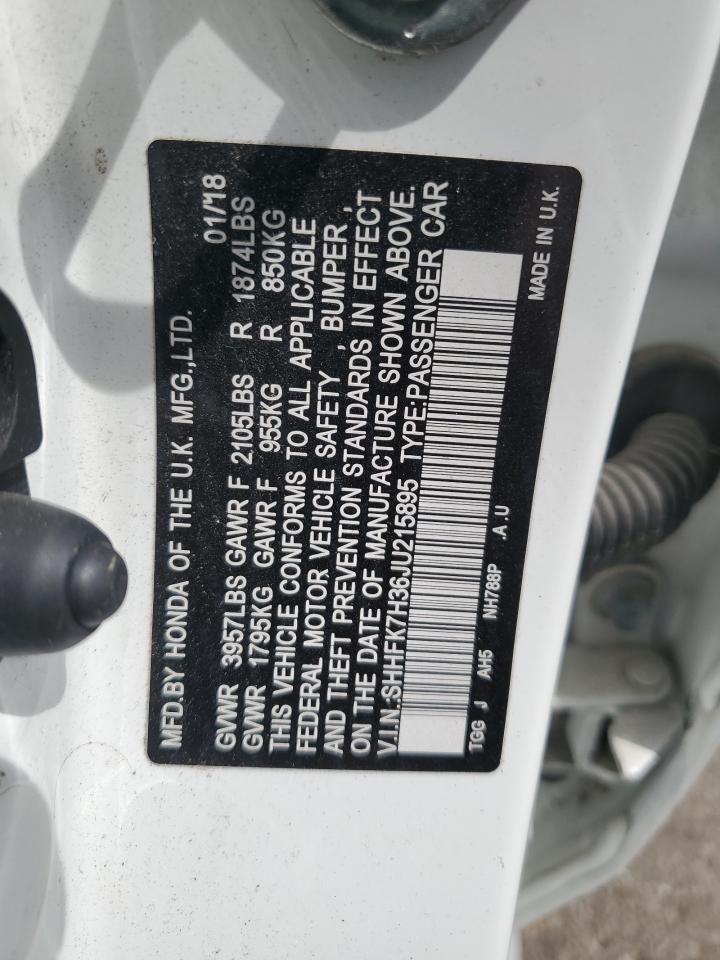 MFD.BY HONDA OF THE U.K. MFG.,LTD. 01/18
GVWR 3957LBS GAWR F 2105LBS R 1874LBS
GVWR 1795KG GAWR F 955KG R 850KG
THIS VEHICLE CONFORMS TO ALL APPLICABLE
FEDERAL MOTOR VEHICLE SAFETY , BUMPER ,
AND THEFT PREVENTION STANDARDS IN EFFECT
ON THE DATE OF MANUFACTURE SHOWN ABOVE.
V.I.N.:SHHFK7H36JU215895 TYPE:PASSENGER CAR
TGG J AH5 NH788P .A.U MADE IN U.K.